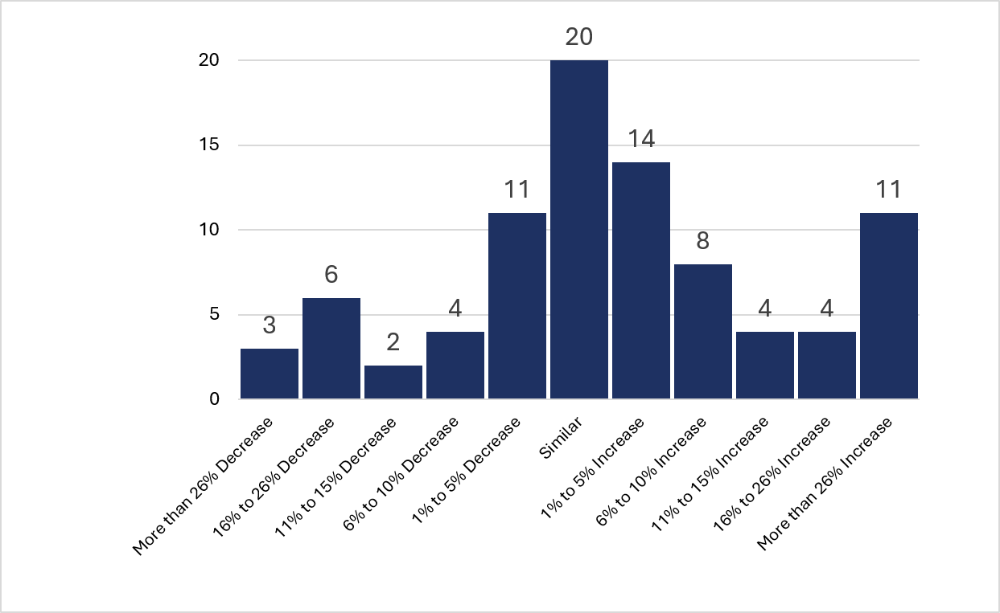 20
15
10
5
0
3
6
2
4
11
20
14
8
4
4
11
More than 26% Decrease
16% to 26% Decrease
11% to 15% Decrease
6% to 10% Decrease
1% to 5% Decrease
Similar
1% to 5% Increase
6% to 10% Increase
11% to 15% Increase
16% to 26% Increase
More than 26% Increase